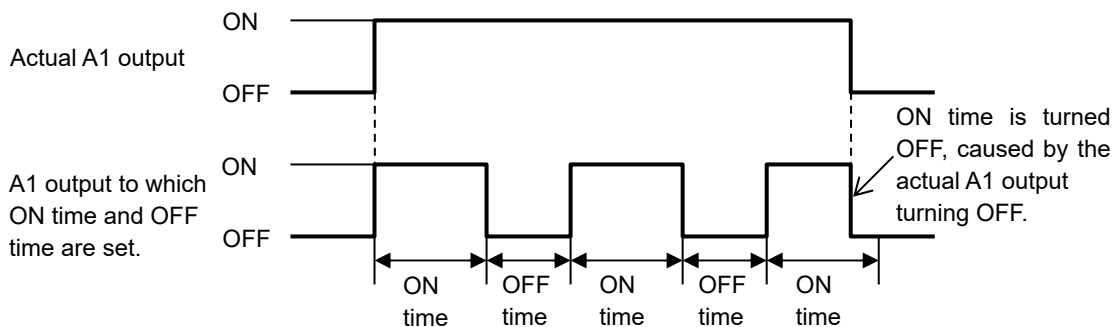 ON
Actual A1 output
OFF
ON time is turned
OFF, caused by the
actual A1 output
turning OFF.
ON
A1 output to which
ON time and OFF
time are set.
OFF
ON
time
OFF
time
ON
time
OFF
time
ON
time